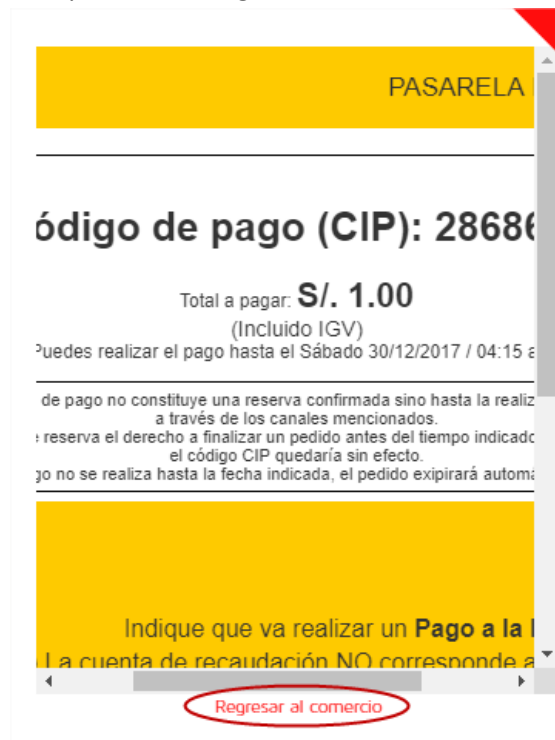 PASARELA
ódigo de pago (CIP): 28686
Total a pagar: S/. 1.00
(Incluido IGV)
Puedes realizar el pago hasta el Sábado 30/12/2017 / 04:15 a
de pago no constituye una reserva confirmada sino hasta la realiz
a través de los canales mencionados.
e reserva el derecho a finalizar un pedido antes del tiempo indicado
el código CIP quedaría sin efecto.
go no se realiza hasta la fecha indicada, el pedido exipirará automá
Indique que va realizar un Pago a la
La cuenta de recaudación NO corresponde a
Regresar al comercio